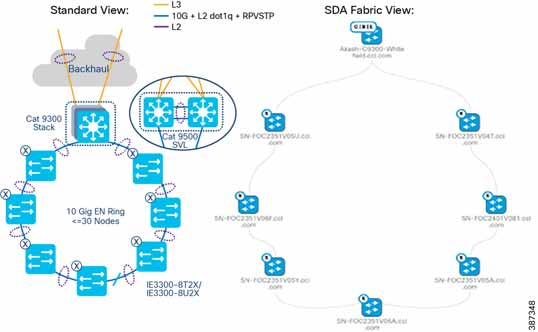 Standard View:
L3
10G + L2 dot1q + RPVSTP
L2
SDA Fabric View:
Backhaul
Cat 9300
Stack
Cat 9500
SVL
X
X
X
X
X
X
X
10 Gig EN Ring
<=30 Nodes
IE3300-8T2X/
IE3300-8U2X
Akash-C9300-White
field.cci.com
SN-FOC2351V05U.cci
.com
SN-FOC2351V04T.cci
.com
SN-FOC2351V06F.cci
.com
SN-FOC2401V081.cci
.com
SN-FOC2351V05Y.cci
.com
SN-FOC2351V05A.cci
.com
SN-FOC2351V06A.cci
.com
387348